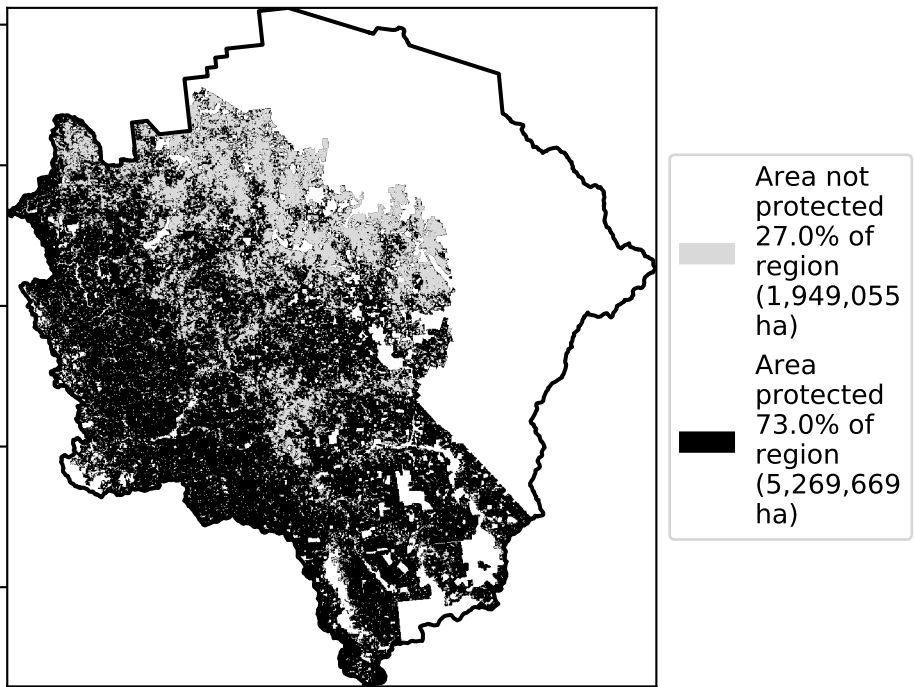 Area not
protected
27.0% of
region
(1,949,055
ha)
Area
protected
73.0% of
region
(5,269,669
ha)